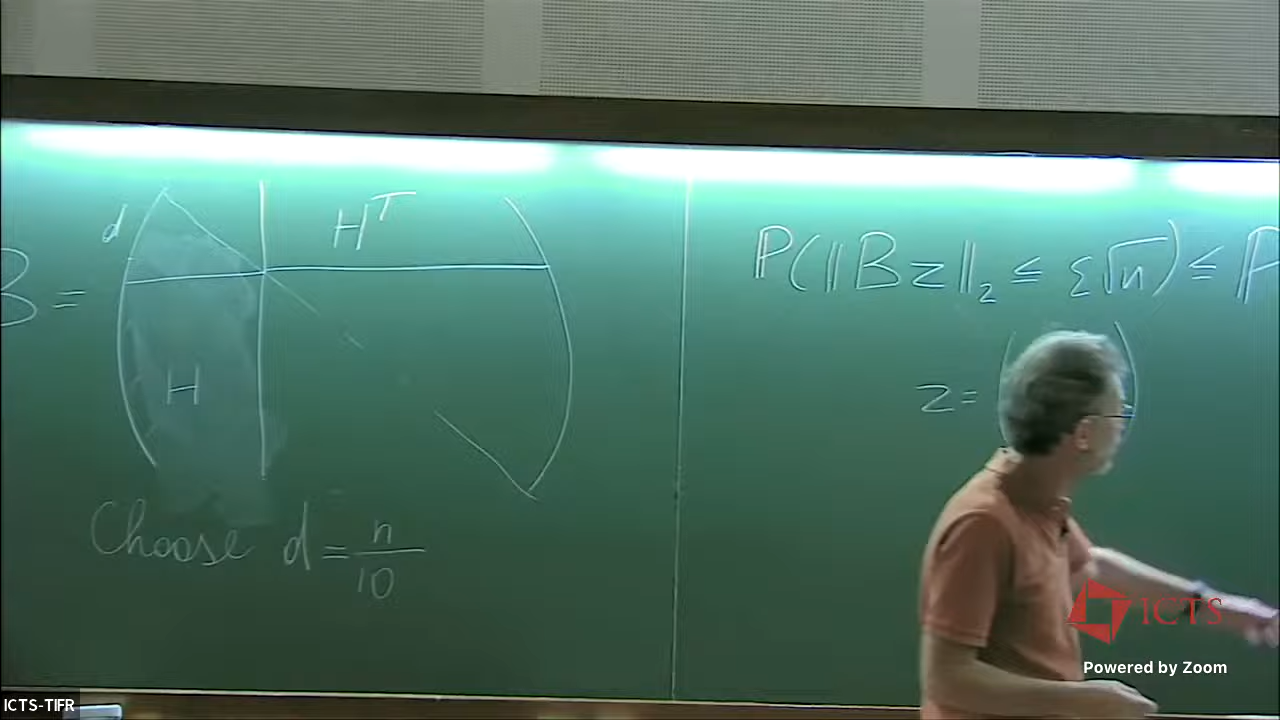 d
H^T
B =
H
Choose d = n/10
P(‖Bz‖₂ ≤ ε√n) ≤ P
z =
ICTS
Powered by Zoom
ICTS-TIFR